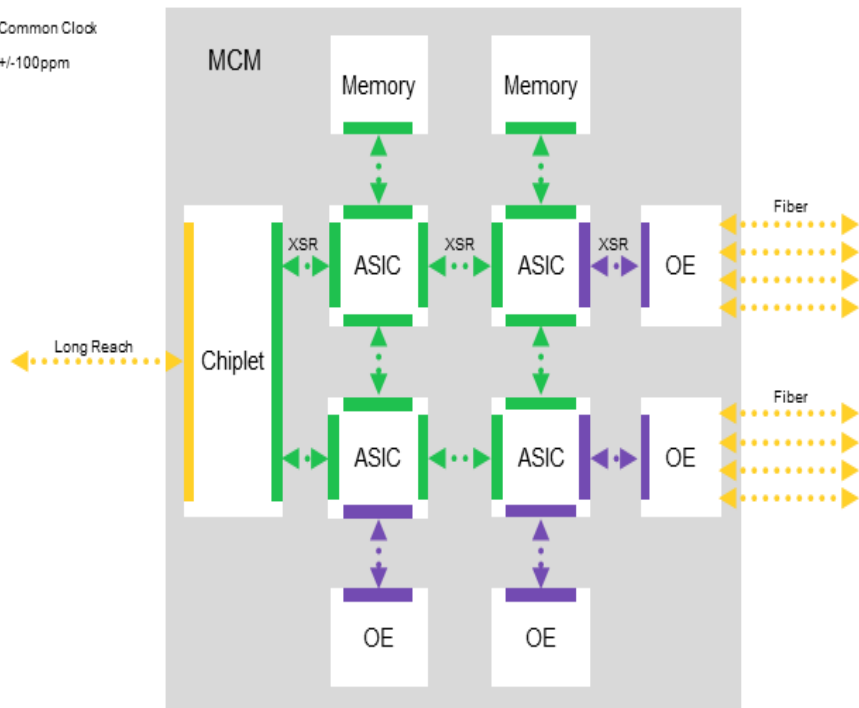 Common Clock
+/-100ppm
MCM
Memory Memory
Fiber
XSR XSR XSR
ASIC ASIC OE
Long Reach
Chiplet
Fiber
ASIC ASIC OE
OE OE